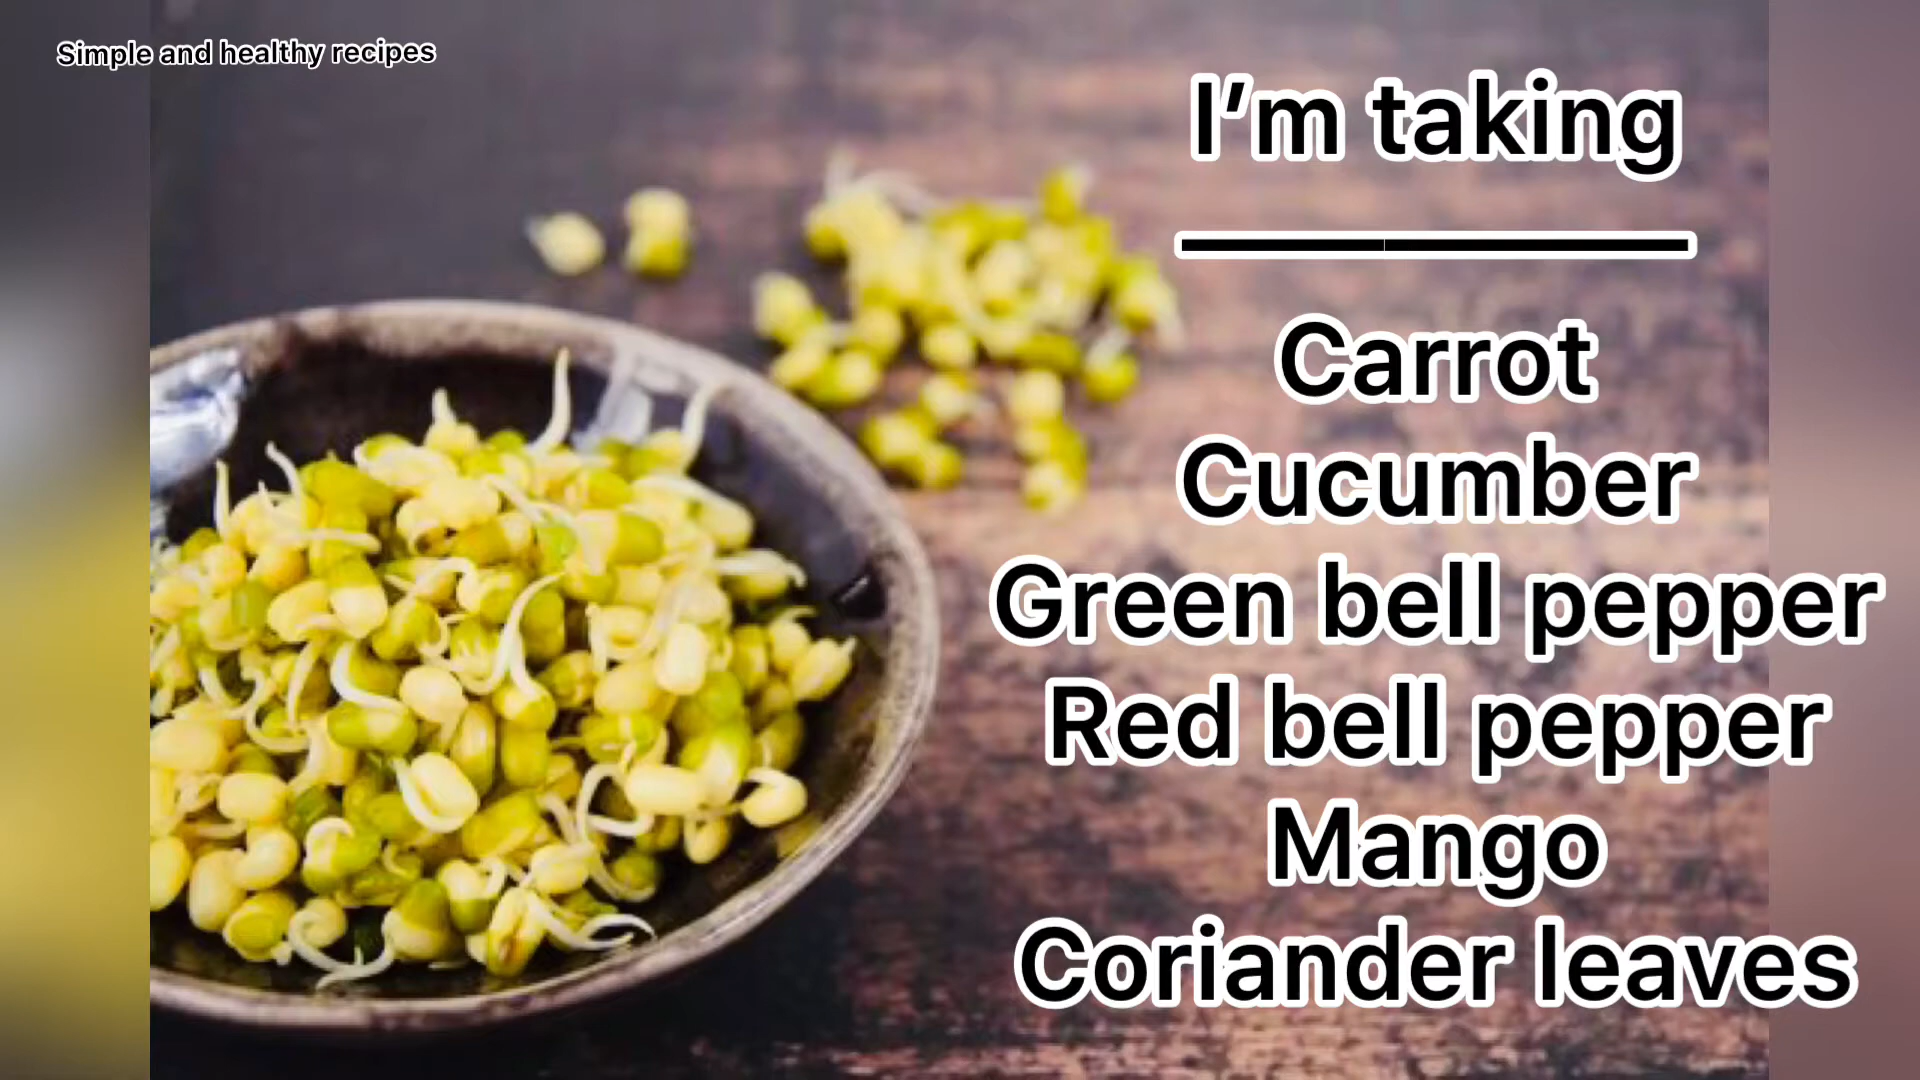 Simple and healthy recipes
I’m taking
Carrot
Cucumber
Green bell pepper
Red bell pepper
Mango
Coriander leaves